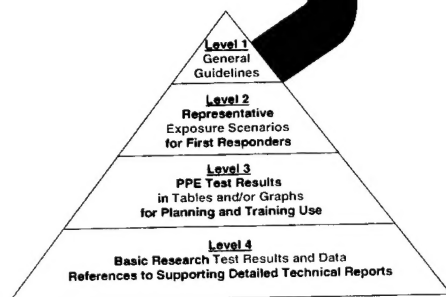 Level 1
General
Guidelines
Level 2
Representative
Exposure Scenarios
for First Responders
Level 3
PPE Test Results
in Tables and/or Graphs
for Planning and Training Use
Level 4
Basic Research Test Results and Data
References to Supporting Detailed Technical Reports